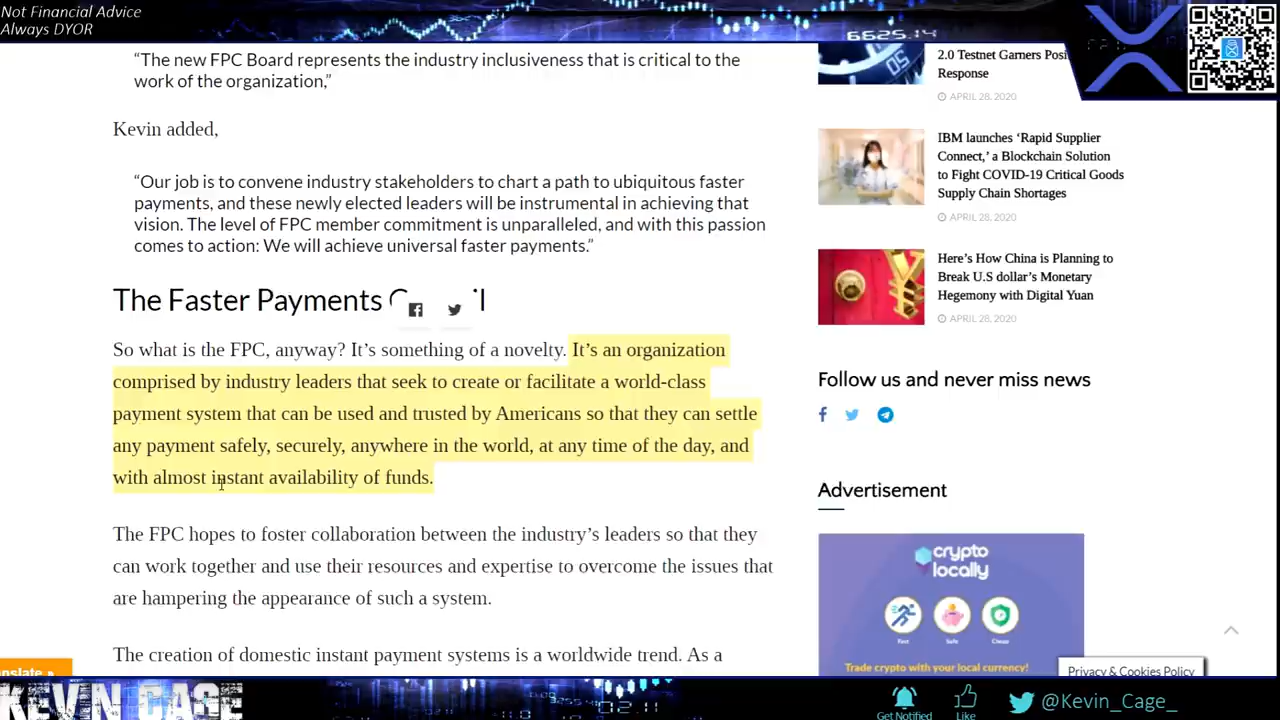 Not Financial Advice
Always DYOR
6625.14
“The new FPC Board represents the industry inclusiveness that is critical to the
work of the organization,”
Kevin added,
“Our job is to convene industry stakeholders to chart a path to ubiquitous faster
payments, and these newly elected leaders will be instrumental in achieving that
vision. The level of FPC member commitment is unparalleled, and with this passion
comes to action: We will achieve universal faster payments.”
The Faster Payments
So what is the FPC, anyway? It’s something of a novelty. It’s an organization
comprised by industry leaders that seek to create or facilitate a world-class
payment system that can be used and trusted by Americans so that they can settle
any payment safely, securely, anywhere in the world, at any time of the day, and
with almost instant availability of funds.
The FPC hopes to foster collaboration between the industry’s leaders so that they
can work together and use their resources and expertise to overcome the issues that
are hampering the appearance of such a system.
The creation of domestic instant payment systems is a worldwide trend. As a
2.0 Testnet Garners
Response
APRIL 28, 2020
IBM launches ‘Rapid Supplier
Connect,’ a Blockchain Solution
to Fight COVID-19 Critical Goods
Supply Chain Shortages
APRIL 28, 2020
Here’s How China is Planning to
Break U.S dollar’s Monetary
Hegemony with Digital Yuan
APRIL 28, 2020
Follow us and never miss news
Advertisement
crypto
locally
Fast
Safe
Cheap
Trade crypto with your local currency!
Privacy & Cookies Policy
KEVIN CAGE
Get Notified
Like
@Kevin_Cage_